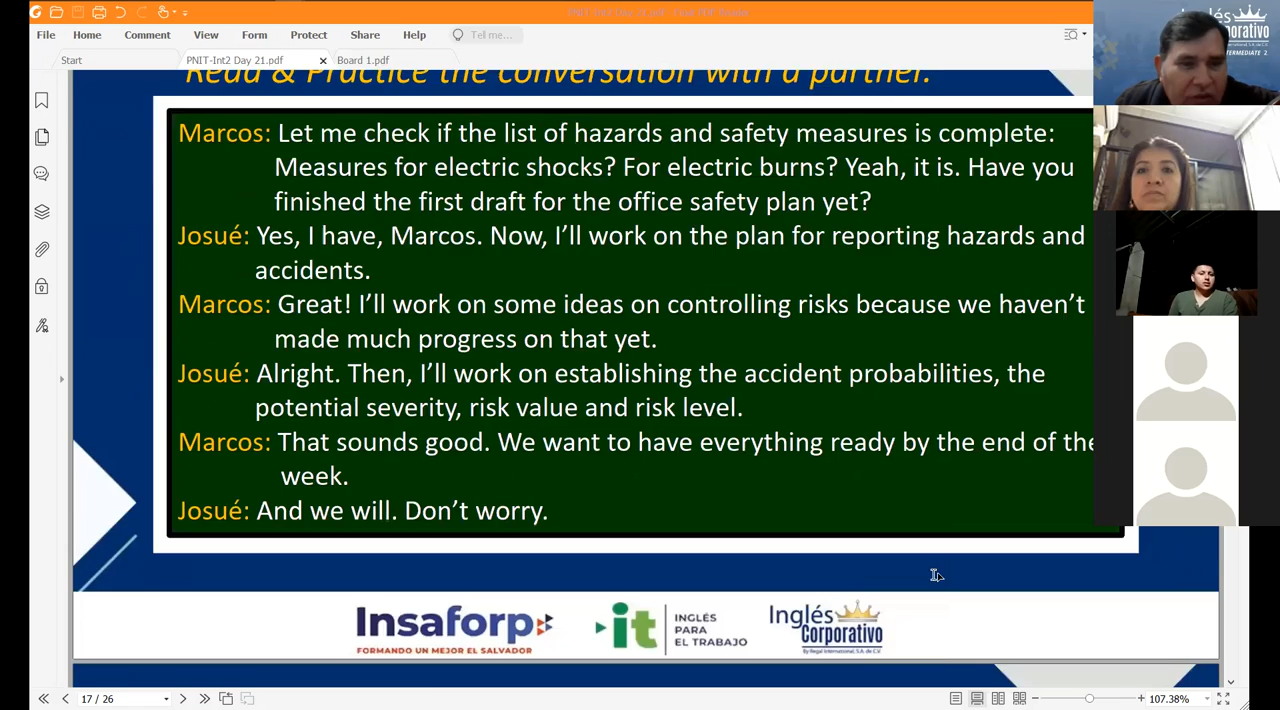 File Home Comment View Form Protect Share Help Tell me...
Start PNIT-Int2 Day 21.pdf Board 1.pdf
Read & Practice the conversation with a partner.
Marcos: Let me check if the list of hazards and safety measures is complete:
Measures for electric shocks? For electric burns? Yeah, it is. Have you
finished the first draft for the office safety plan yet?
Josué: Yes, I have, Marcos. Now, I'll work on the plan for reporting hazards and
accidents.
Marcos: Great! I'll work on some ideas on controlling risks because we haven't
made much progress on that yet.
Josué: Alright. Then, I'll work on establishing the accident probabilities, the
potential severity, risk value and risk level.
Marcos: That sounds good. We want to have everything ready by the end of the
week.
Josué: And we will. Don't worry.
Insaforp
FORMANDO UN MEJOR EL SALVADOR
it
INGLÉS
PARA
EL TRABAJO
Inglés
Corporativo
By Regal International, S.A. de C.V.
17 / 26
107.38%